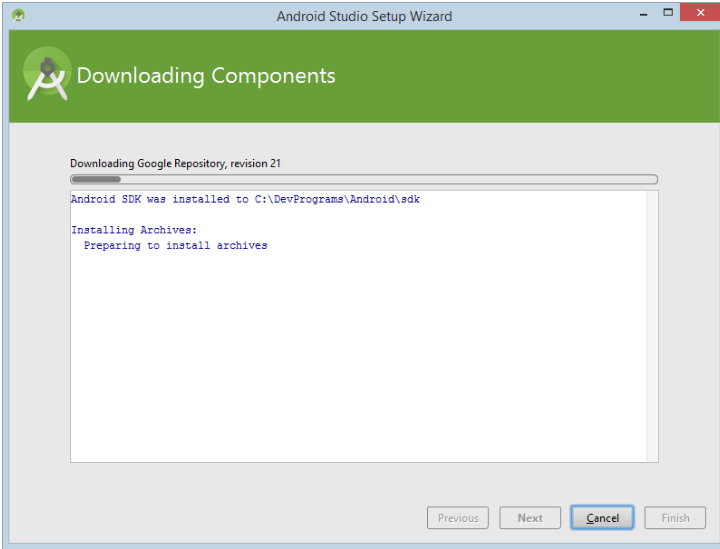 Android Studio Setup Wizard
Downloading Components
Downloading Google Repository, revision 21
Android SDK was installed to C:\DevPrograms\Android\sdk
Installing Archives:
Preparing to install archives
Previous Next Cancel Finish